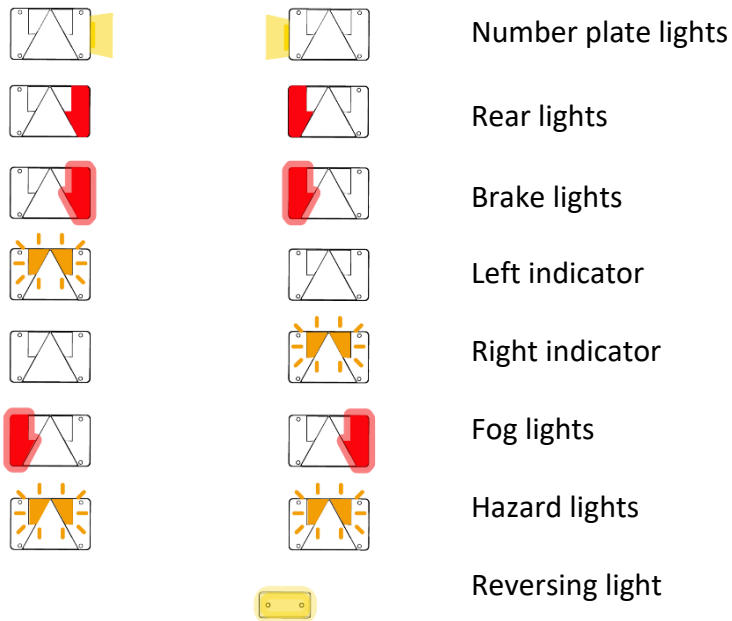 Number plate lights
Rear lights
Brake lights
Left indicator
Right indicator
Fog lights
Hazard lights
Reversing light